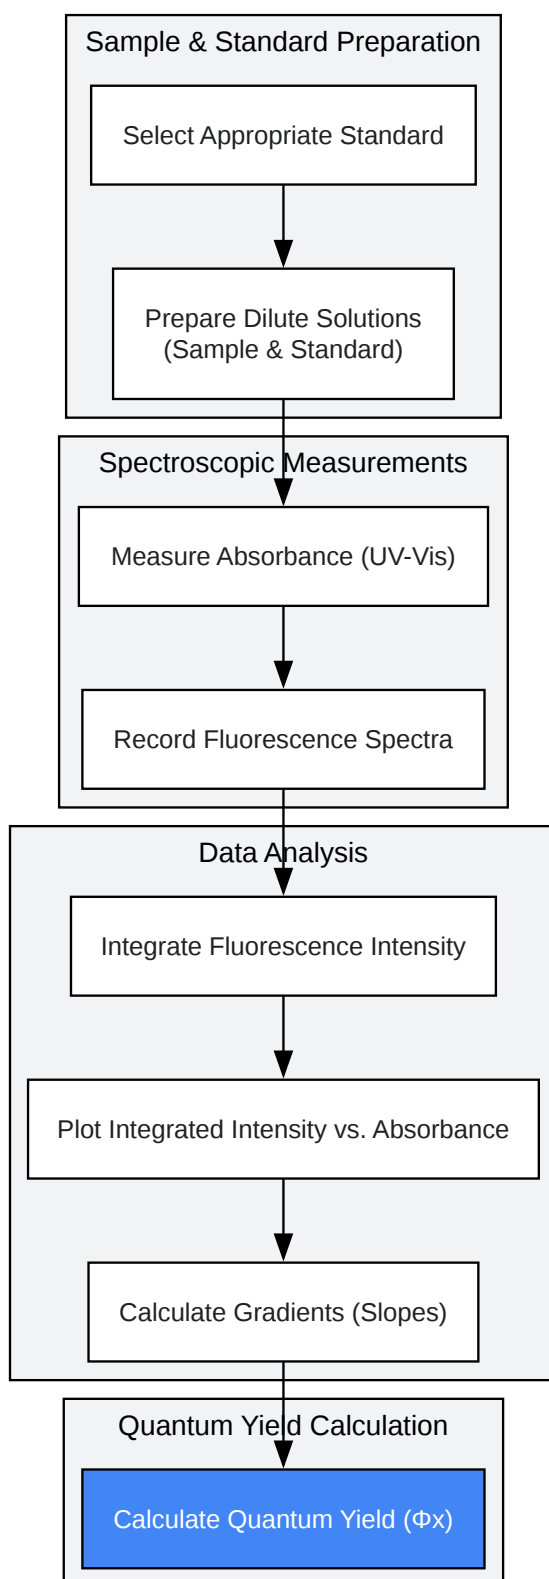 Sample & Standard Preparation
Select Appropriate Standard
Prepare Dilute Solutions
(Sample & Standard)
Spectroscopic Measurements
Measure Absorbance (UV-Vis)
Record Fluorescence Spectra
Data Analysis
Integrate Fluorescence Intensity
Plot Integrated Intensity vs. Absorbance
Calculate Gradients (Slopes)
Quantum Yield Calculation
Calculate Quantum Yield (Φx)